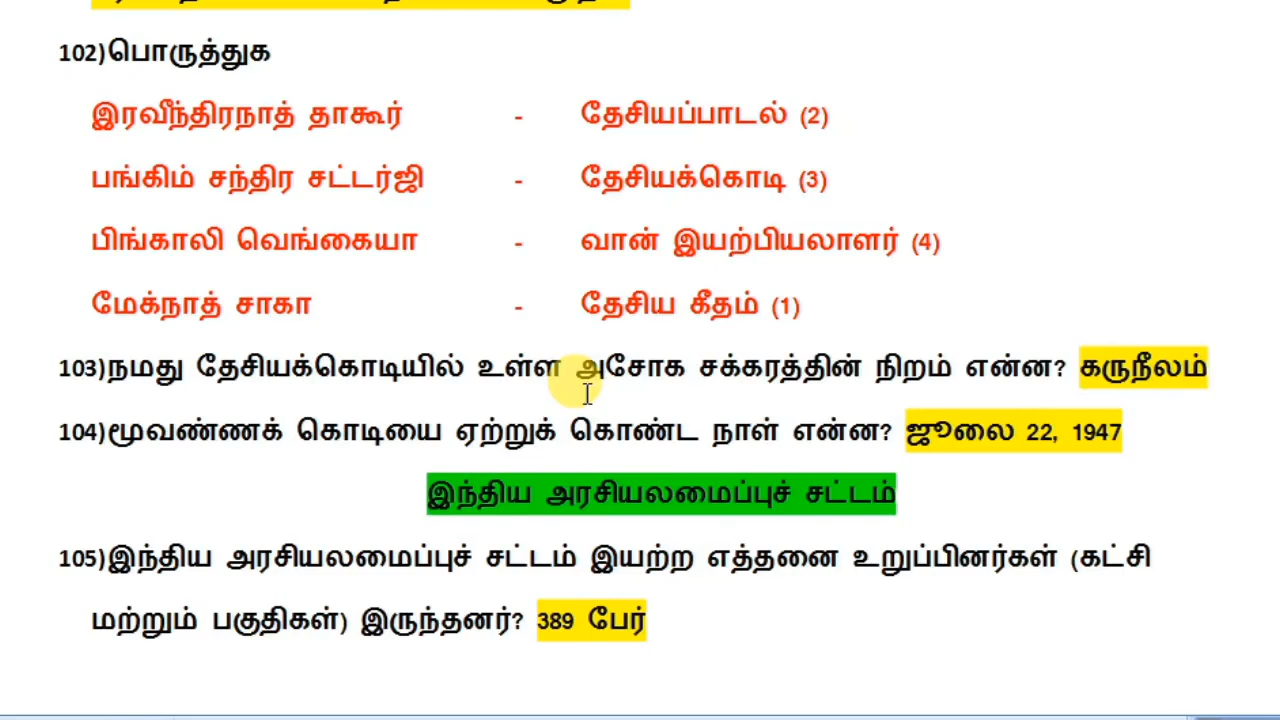 102)பொருத்துக
இரவீந்திரநாத் தாகூர் - தேசியப்பாடல் (2)
பங்கிம் சந்திர சட்டர்ஜி - தேசியக்கொடி (3)
பிங்காலி வெங்கையா - வான் இயற்பியலாளர் (4)
மேக்நாத் சாகா - தேசிய கீதம் (1)
103)நமது தேசியக்கொடியில் உள்ள அசோக சக்கரத்தின் நிறம் என்ன? கருநீலம்
104)மூவண்ணக் கொடியை ஏற்றுக் கொண்ட நாள் என்ன? ஜூலை 22, 1947
இந்திய அரசியலமைப்புச் சட்டம்
105)இந்திய அரசியலமைப்புச் சட்டம் இயற்ற எத்தனை உறுப்பினர்கள் (கட்சி
மற்றும் பகுதிகள்) இருந்தனர்? 389 பேர்